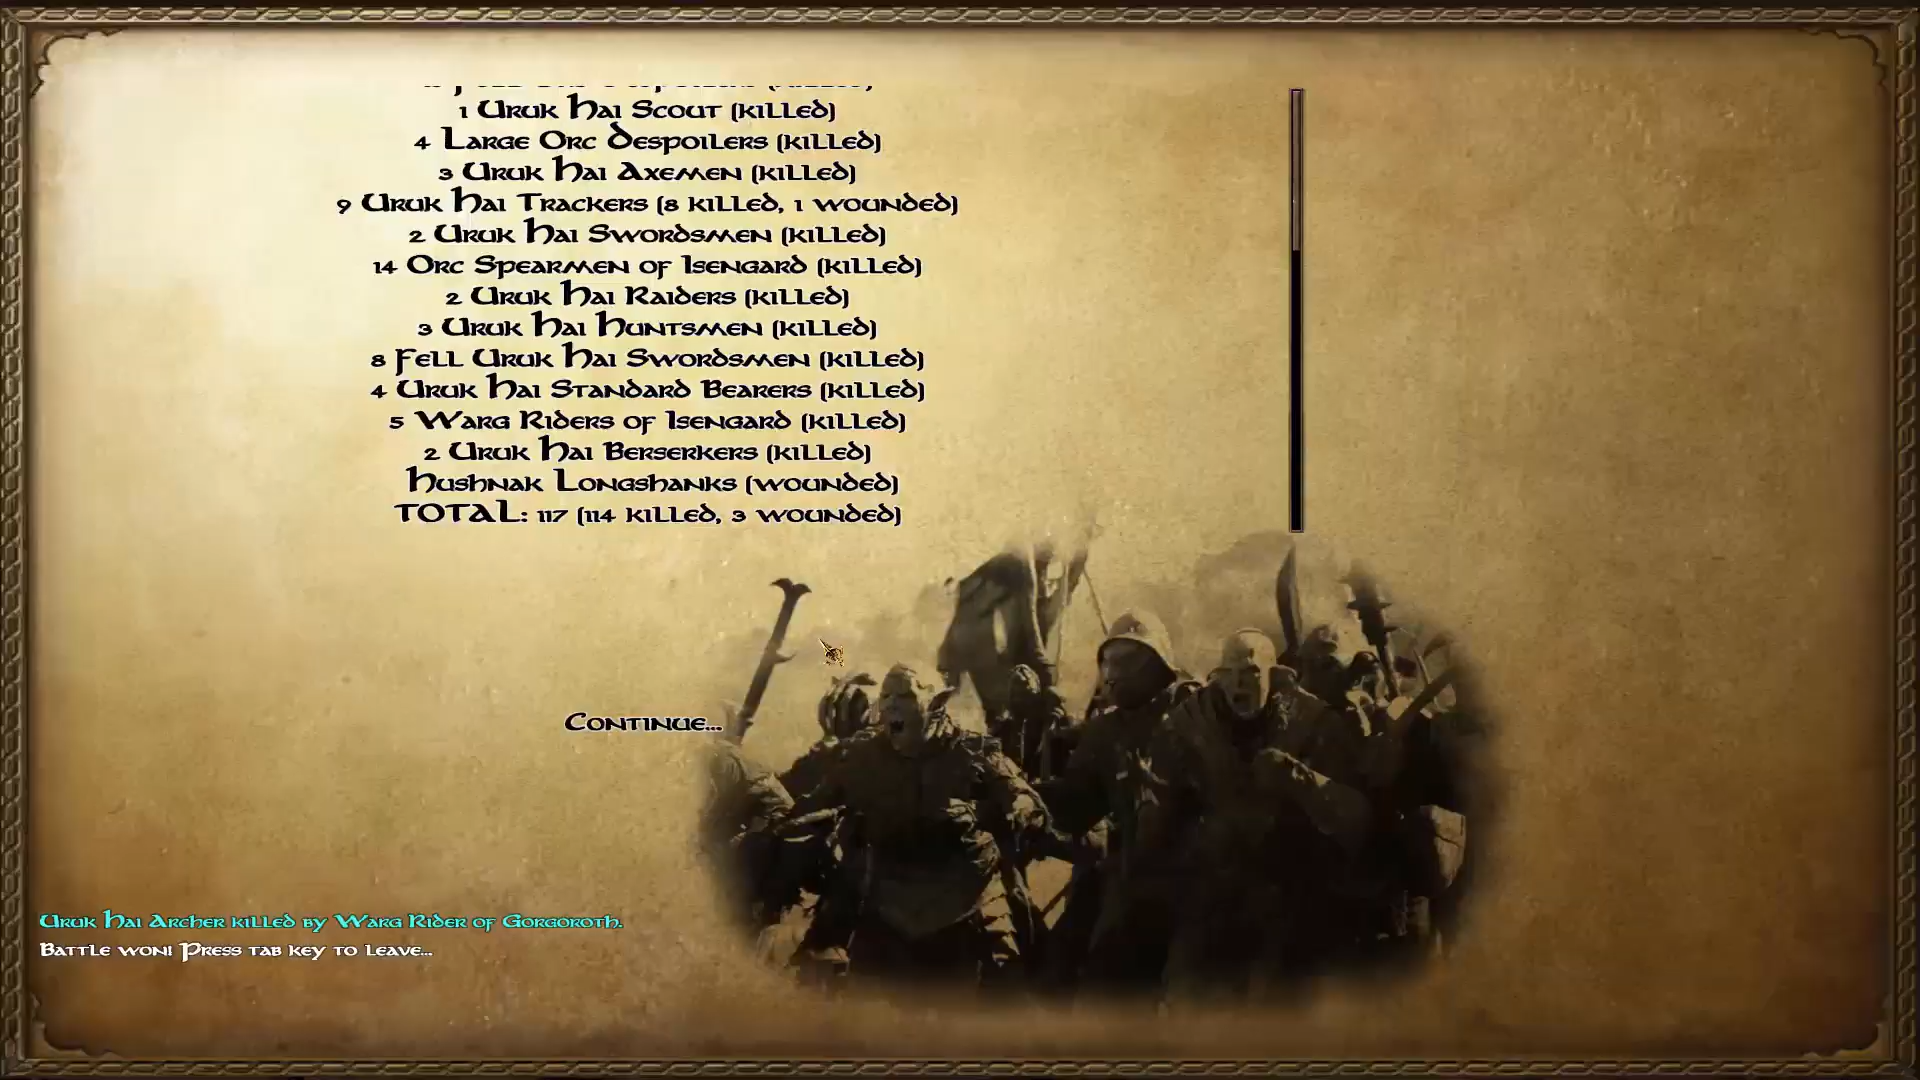 1 Uruk Hai Scout (killed)
4 Large Orc Despoilers (killed)
3 Uruk Hai Axemen (killed)
9 Uruk Hai Trackers (8 killed, 1 wounded)
2 Uruk Hai Swordsmen (killed)
14 Orc Spearmen of Isengard (killed)
2 Uruk Hai Raiders (killed)
3 Uruk Hai Huntsmen (killed)
8 Fell Uruk Hai Swordsmen (killed)
4 Uruk Hai Standard Bearers (killed)
5 Warg Riders of Isengard (killed)
2 Uruk Hai Berserkers (killed)
Hushnak Longshanks (wounded)
TOTAL: 117 (114 killed, 3 wounded)
Continue...
Uruk Hai Archer killed by Warg Rider of Gorgoroth.
Battle won! Press tab key to leave...